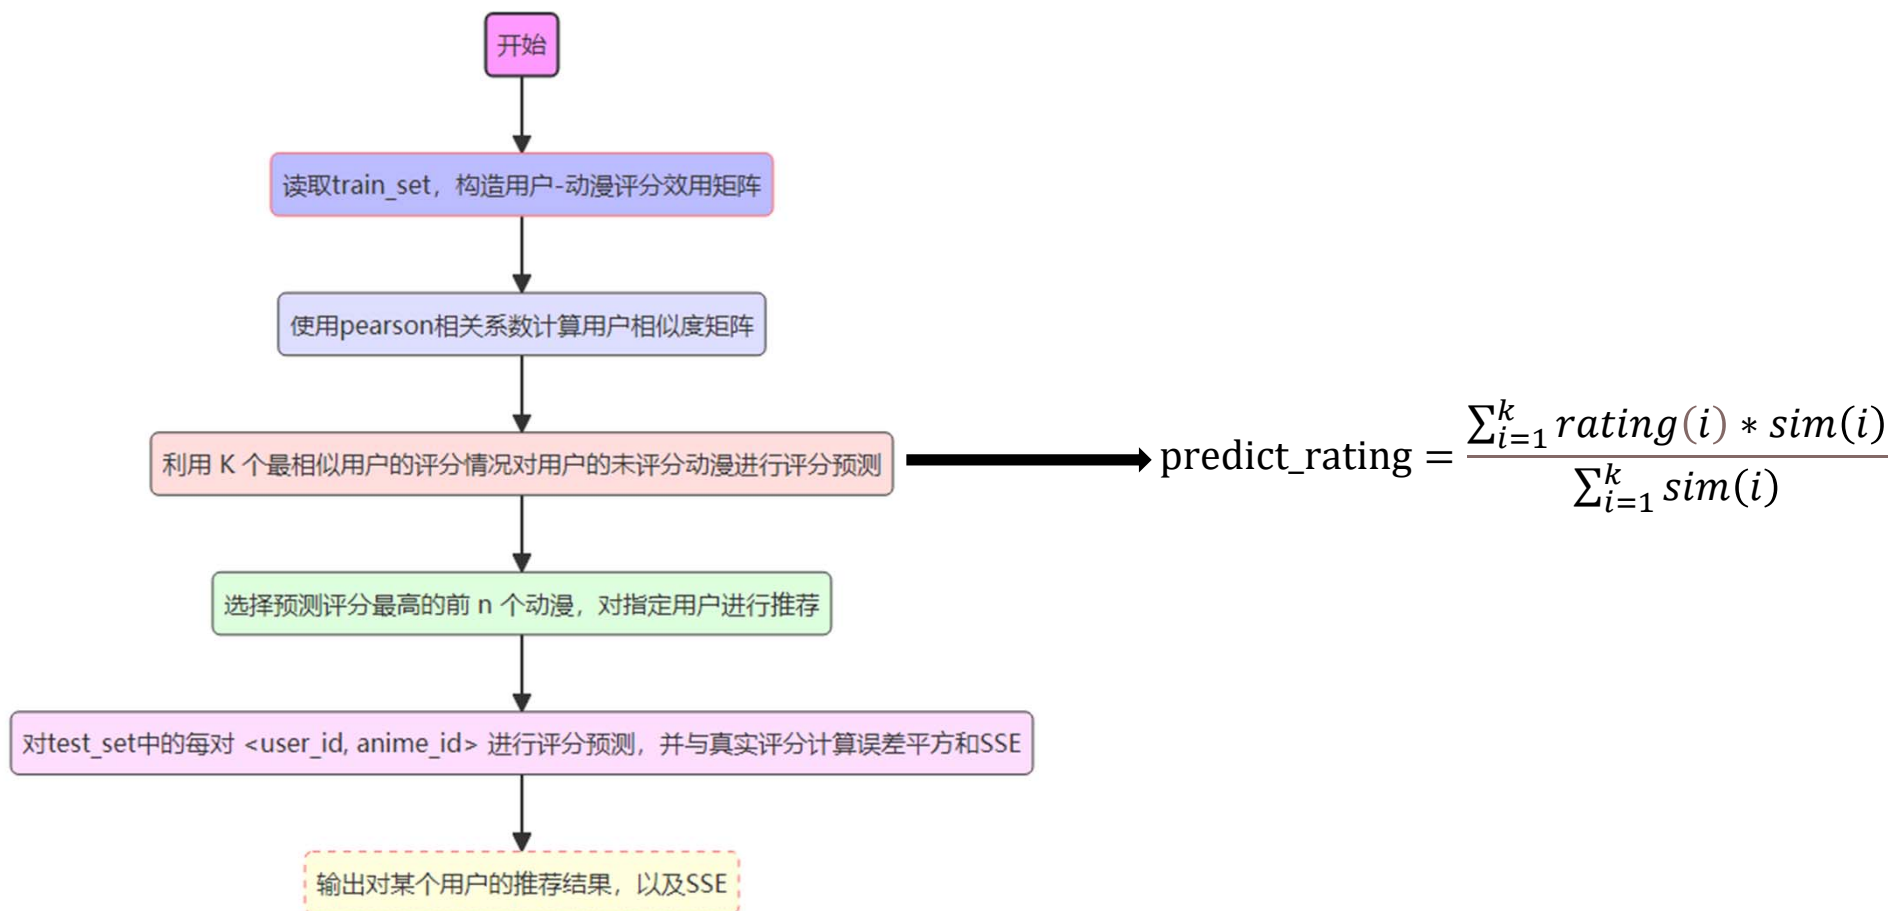 开始
读取train_set，构造用户-动漫评分效用矩阵
使用pearson相关系数计算用户相似度矩阵
利用 K 个最相似用户的评分情况对用户的未评分动漫进行评分预测
predict_rating = \frac{\sum_{i=1}^{k} rating(i) * sim(i)}{\sum_{i=1}^{k} sim(i)}
选择预测评分最高的前 n 个动漫，对指定用户进行推荐
对test_set中的每对 <user_id, anime_id> 进行评分预测，并与真实评分计算误差平方和SSE
输出对某个用户的推荐结果，以及SSE